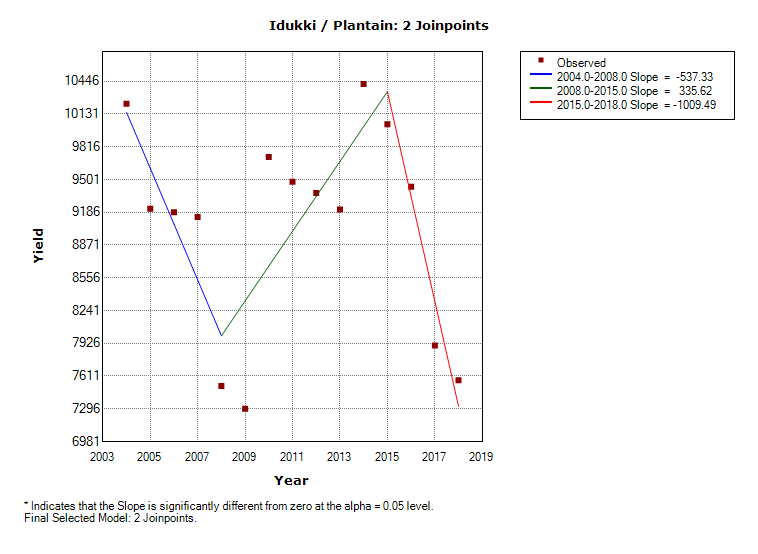 Idukki / Plantain: 2 Joinpoints
Observed
2004.0-2008.0 Slope = -537.33
2008.0-2015.0 Slope = 335.62
2015.0-2018.0 Slope = -1009.49
10446
10131
9816
9501
9186
8871
8556
8241
7926
7611
7296
6981
Yield
2003 2005 2007 2009 2011 2013 2015 2017 2019
Year
* Indicates that the Slope is significantly different from zero at the alpha = 0.05 level.
Final Selected Model: 2 Joinpoints.